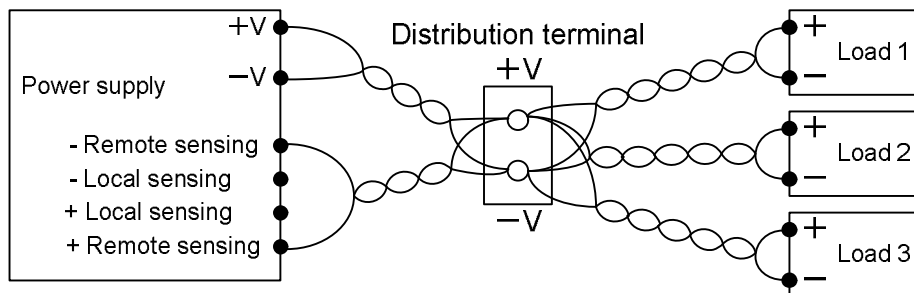 +V
−V
Power supply
- Remote sensing
- Local sensing
+ Local sensing
+ Remote sensing
Distribution terminal
+V
−V
+
−
Load 1
+
−
Load 2
+
−
Load 3